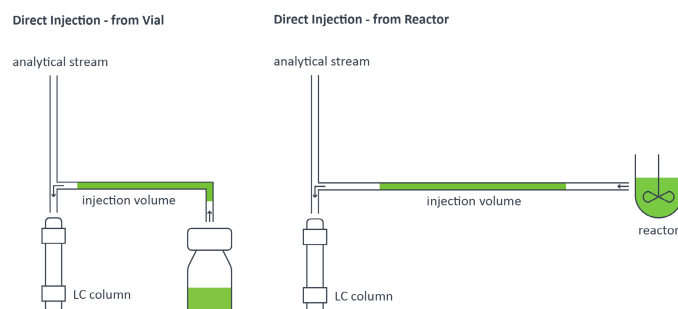 Direct Injection - from Vial
analytical stream
injection volume
LC column
Direct Injection - from Reactor
analytical stream
injection volume
reactor
LC column